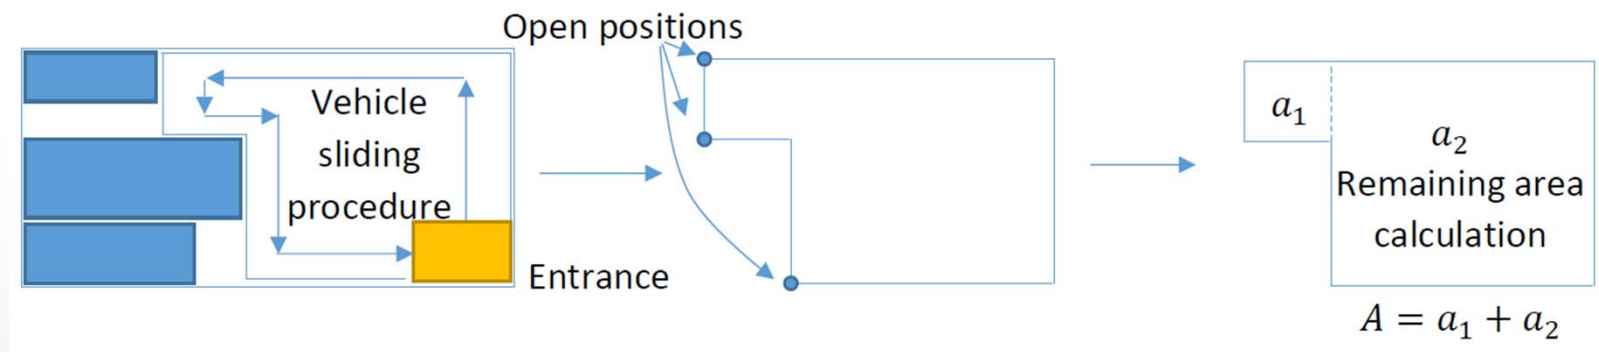 Open positions
Vehicle
sliding
procedure
Entrance
a₁
a₂
Remaining area
calculation
A = a₁ + a₂